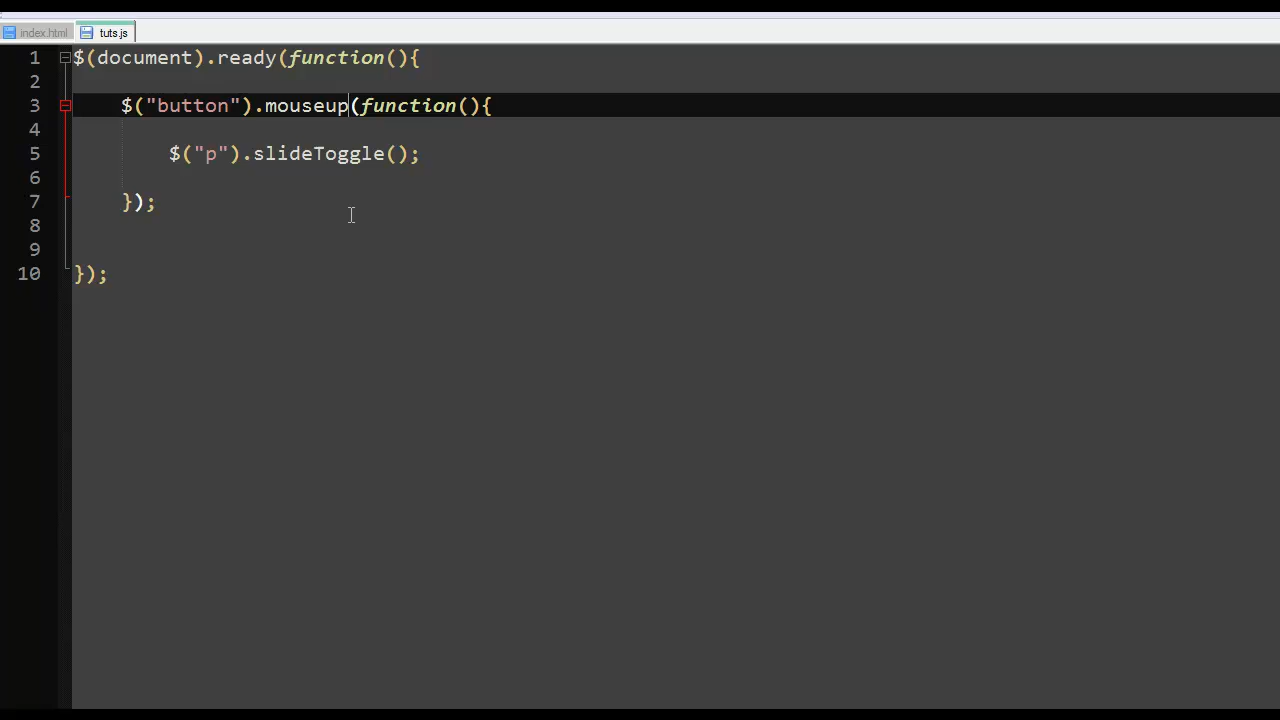 index.html tuts.js
1 $(document).ready(function(){
2
3 $("button").mouseup(function(){
4
5 $("p").slideToggle();
6
7 });
8
9
10 });